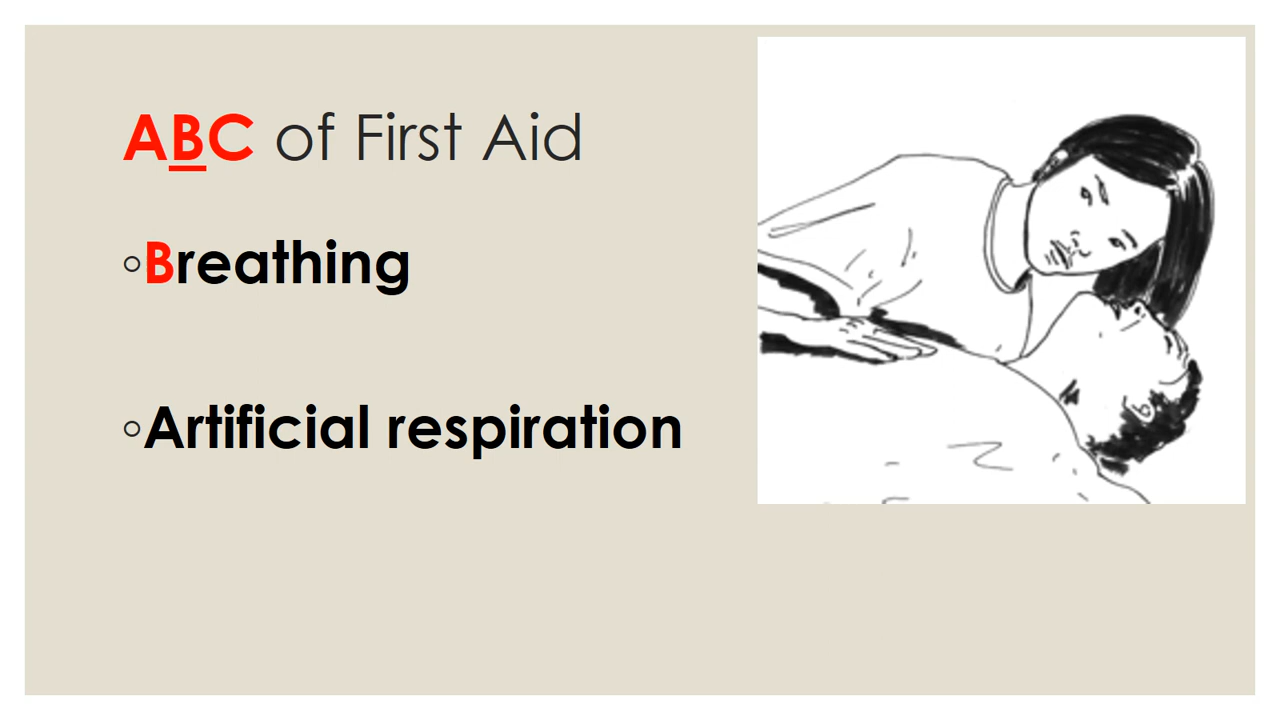 ABC of First Aid
◦Breathing
◦Artificial respiration